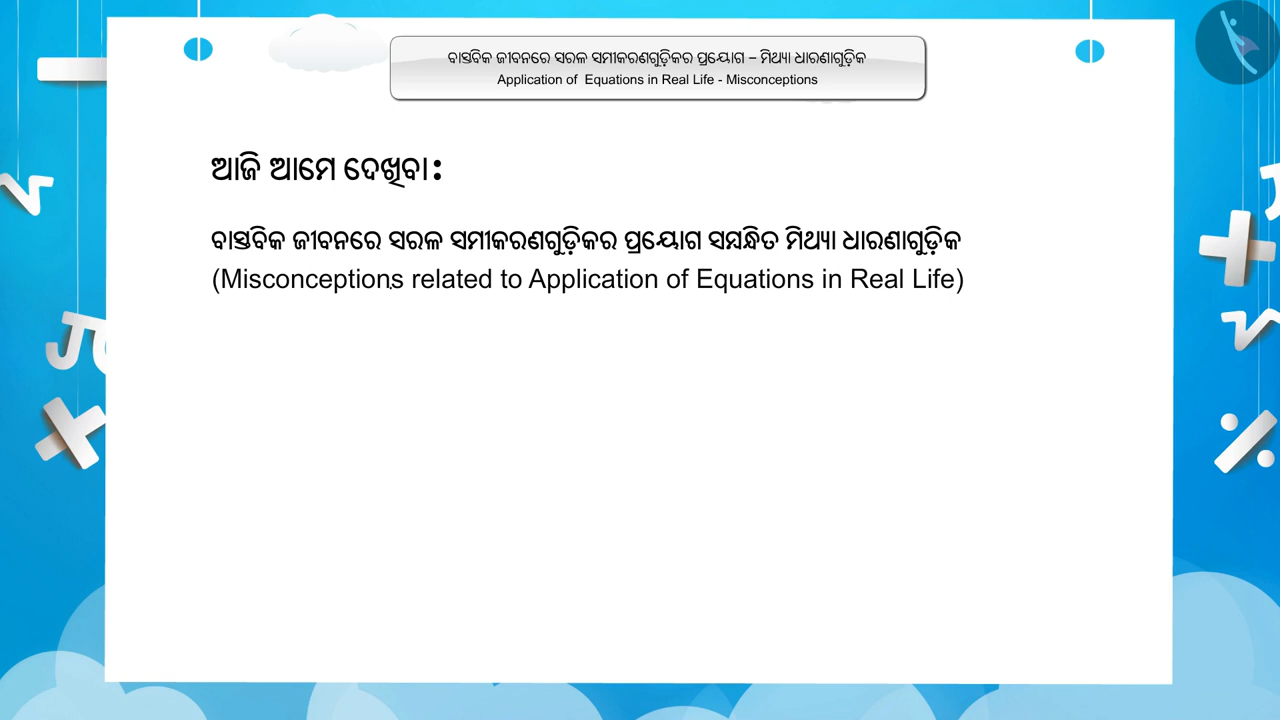 ବାସ୍ତବିକ ଜୀବନରେ ସରଳ ସମୀକରଣଗୁଡ଼ିକର ପ୍ରୟୋଗ – ମିଥ୍ୟା ଧାରଣାଗୁଡ଼ିକ
Application of Equations in Real Life - Misconceptions
ଆଜି ଆମେ ଦେଖିବା:
ବାସ୍ତବିକ ଜୀବନରେ ସରଳ ସମୀକରଣଗୁଡ଼ିକର ପ୍ରୟୋଗ ସମ୍ବନ୍ଧିତ ମିଥ୍ୟା ଧାରଣାଗୁଡ଼ିକ
(Misconceptions related to Application of Equations in Real Life)